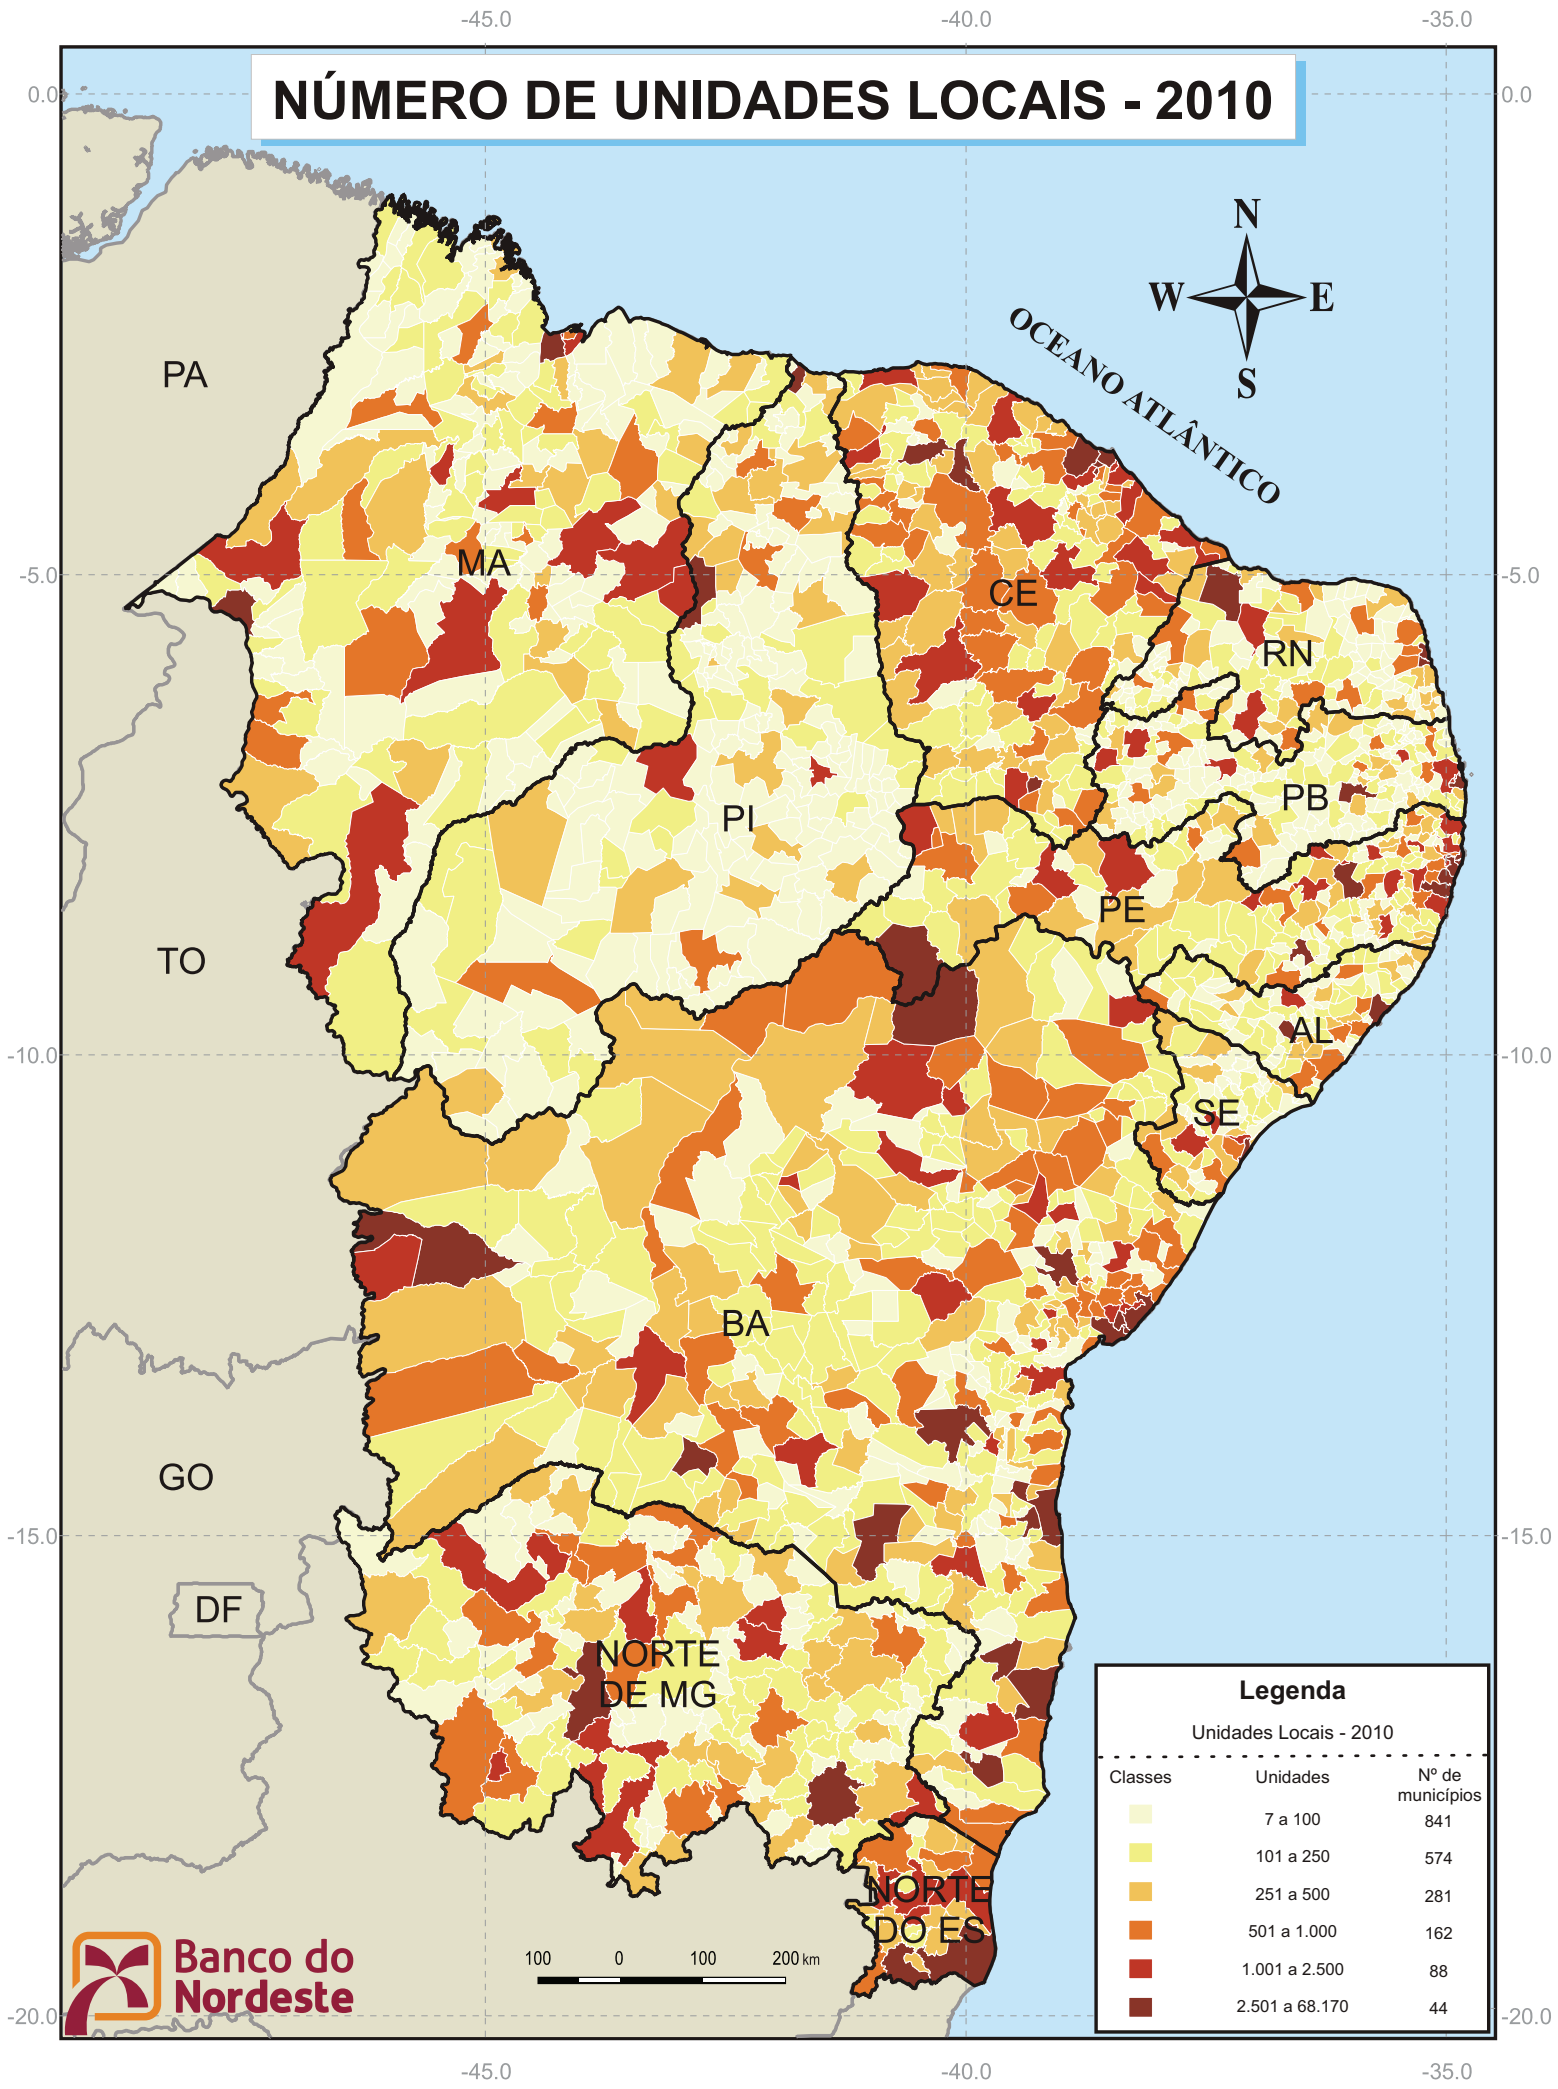 -45.0 -40.0 -35.0
0.0 NÚMERO DE UNIDADES LOCAIS - 2010 0.0
N
W E
S
OCEANO ATLÂNTICO
PA
MA
-5.0 -5.0
CE
RN
PI
PB
PE
TO
AL
-10.0 -10.0
SE
BA
GO
-15.0 -15.0
DF
NORTE
DE MG
NORTE
DO ES
Legenda
Unidades Locais - 2010
Classes Unidades Nº de
municípios
7 a 100 841
101 a 250 574
251 a 500 281
501 a 1.000 162
1.001 a 2.500 88
2.501 a 68.170 44
Banco do
Nordeste
100 0 100 200 km
-20.0 -20.0
-45.0 -40.0 -35.0